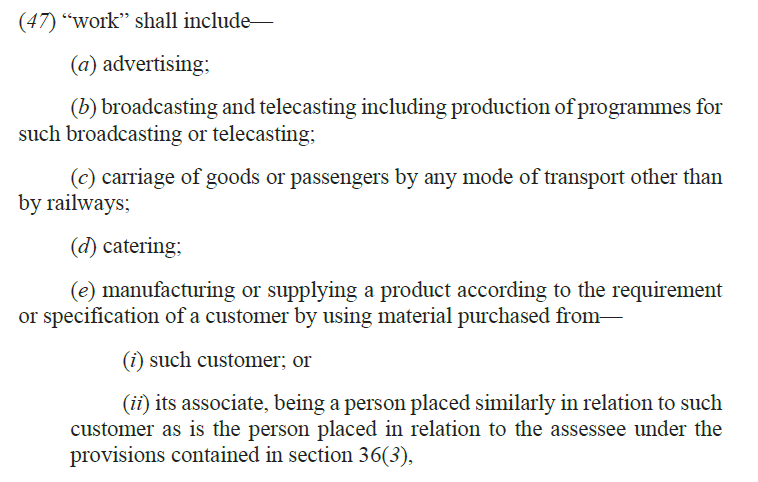 (47) “work” shall include—
(a) advertising;
(b) broadcasting and telecasting including production of programmes for
such broadcasting or telecasting;
(c) carriage of goods or passengers by any mode of transport other than
by railways;
(d) catering;
(e) manufacturing or supplying a product according to the requirement
or specification of a customer by using material purchased from—
(i) such customer; or
(ii) its associate, being a person placed similarly in relation to such
customer as is the person placed in relation to the assessee under the
provisions contained in section 36(3),